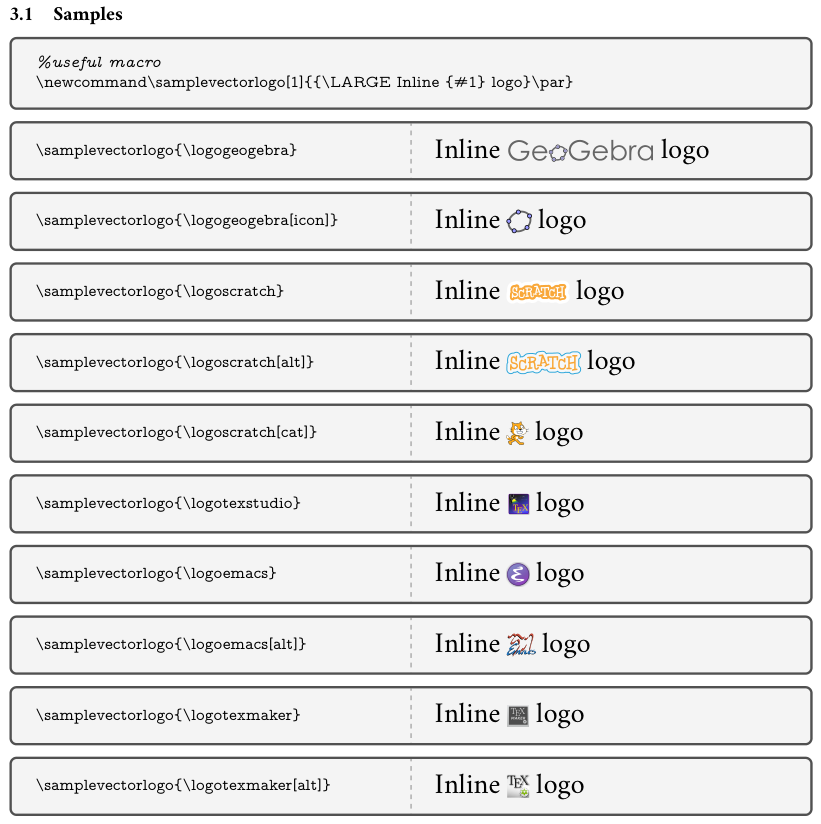 3.1 Samples
%useful macro
\newcommand\samplevectorlogo[1]{{\LARGE Inline {#1} logo}\par}
\samplevectorlogo{\logogeogebra} Inline GeoGebra logo
\samplevectorlogo{\logogeogebra[icon]} Inline logo
\samplevectorlogo{\logoscratch} Inline SCRATCH logo
\samplevectorlogo{\logoscratch[alt]} Inline SCRATCH logo
\samplevectorlogo{\logoscratch[cat]} Inline logo
\samplevectorlogo{\logotexstudio} Inline TEX logo
\samplevectorlogo{\logoemacs} Inline logo
\samplevectorlogo{\logoemacs[alt]} Inline logo
\samplevectorlogo{\logotexmaker} Inline TEX MAKER logo
\samplevectorlogo{\logotexmaker[alt]} Inline TEX logo